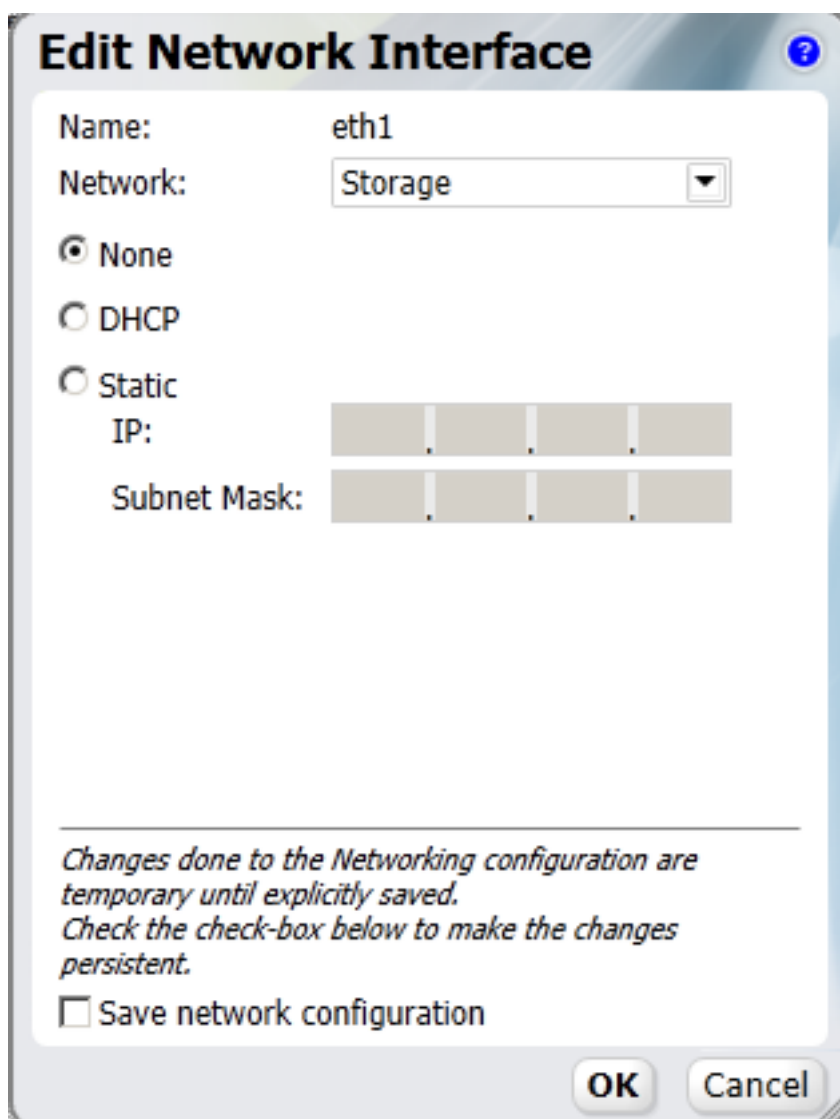 Edit Network Interface ?
Name: eth1
Network: Storage
None
DHCP
Static
IP: . . .
Subnet Mask: . . .
Changes done to the Networking configuration are
temporary until explicitly saved.
Check the check-box below to make the changes
persistent.
Save network configuration
OK Cancel